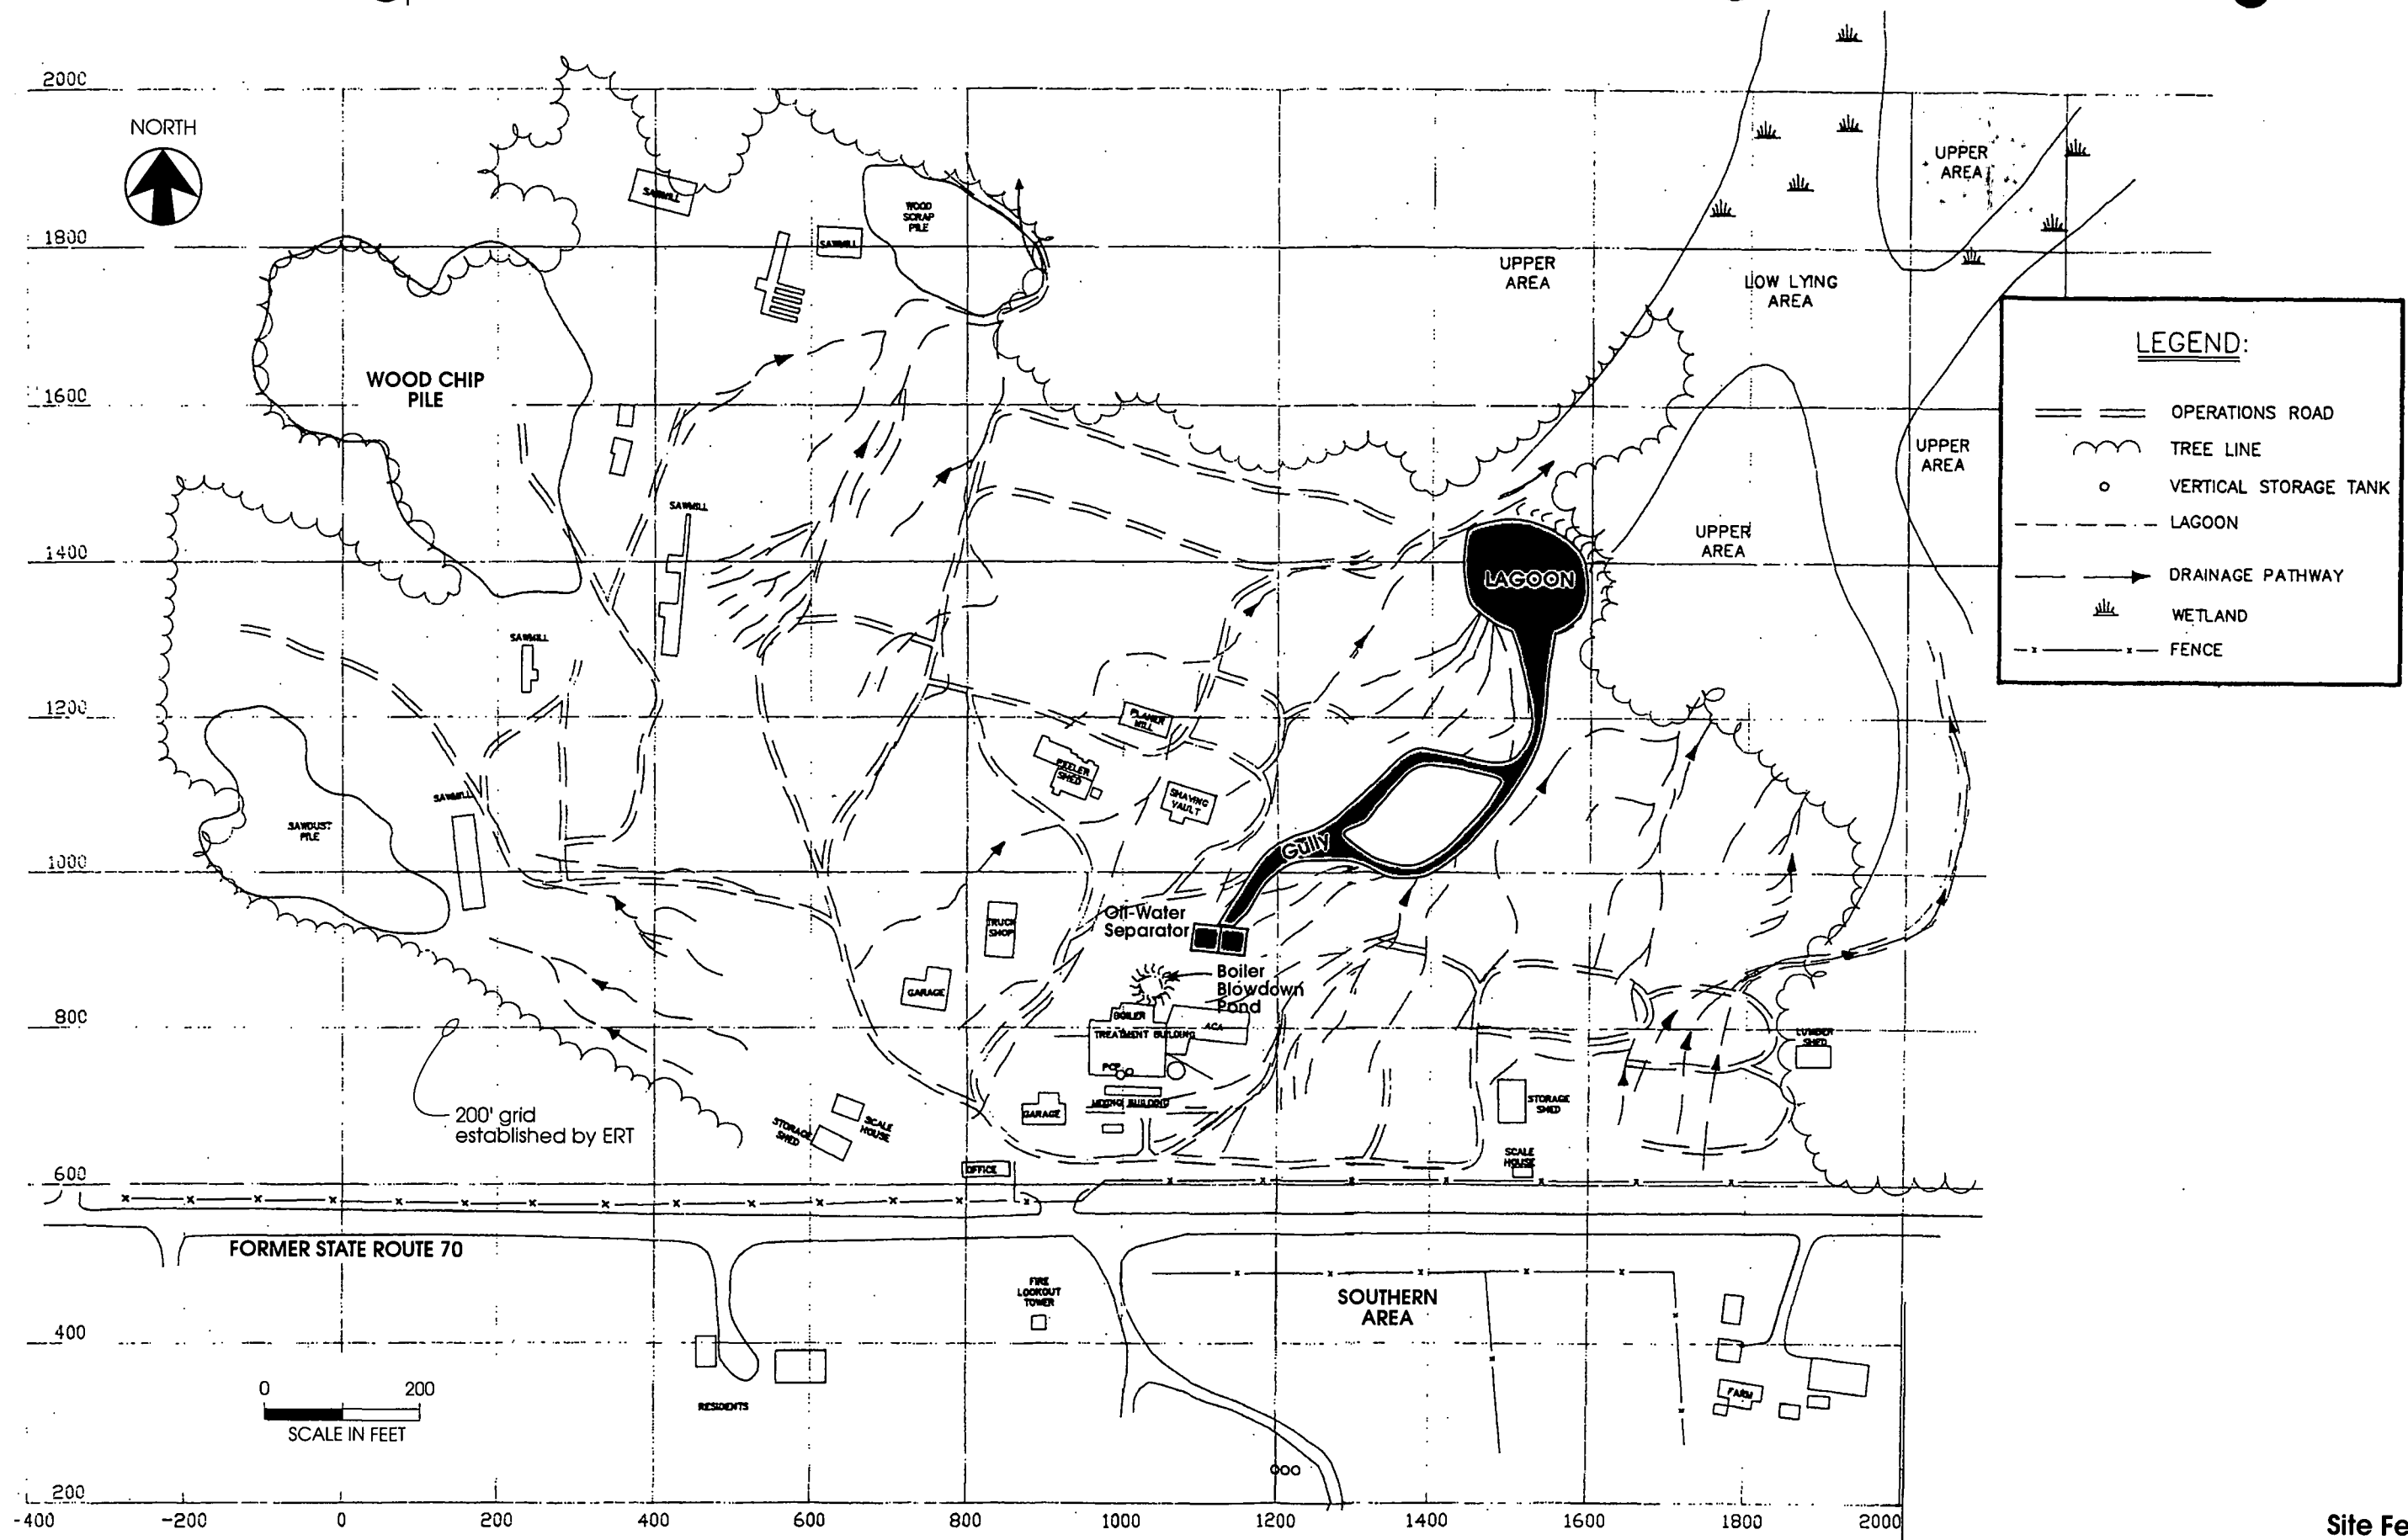 2000
NORTH
SAWMILL
WOOD
SCRAP
PILE
UPPER
AREA
1800
SAWMILL
UPPER
AREA
LOW LYING
AREA
LEGEND:
OPERATIONS ROAD
TREE LINE
VERTICAL STORAGE TANK
LAGOON
DRAINAGE PATHWAY
WETLAND
FENCE
WOOD CHIP
PILE
1600
UPPER
AREA
SAWMILL
UPPER
AREA
1400
LAGOON
SAWMILL
1200
PLANER
MILL
PEELER
SHED
SHAVING
VAULT
SAWMILL
SAWDUST
PILE
Gully
1000
TRUCK
SHOP
Oil-Water
Separator
Boiler
Blowdown
Pond
GARAGE
800
BOILER
ACA
TREATMENT BUILDING
PCP
LUMBER
SHED
200' grid
established by ERT
STORAGE
SHED
SCALE
HOUSE
GARAGE
MIXING BUILDING
STORAGE
SHED
SCALE
HOUSE
OFFICE
600
FORMER STATE ROUTE 70
FIRE
LOOKOUT
TOWER
SOUTHERN
AREA
400
0 200
SCALE IN FEET
RESIDENTS
FARM
200
-400 -200 0 200 400 600 800 1000 1200 1400 1600 1800 2000
Site Fe